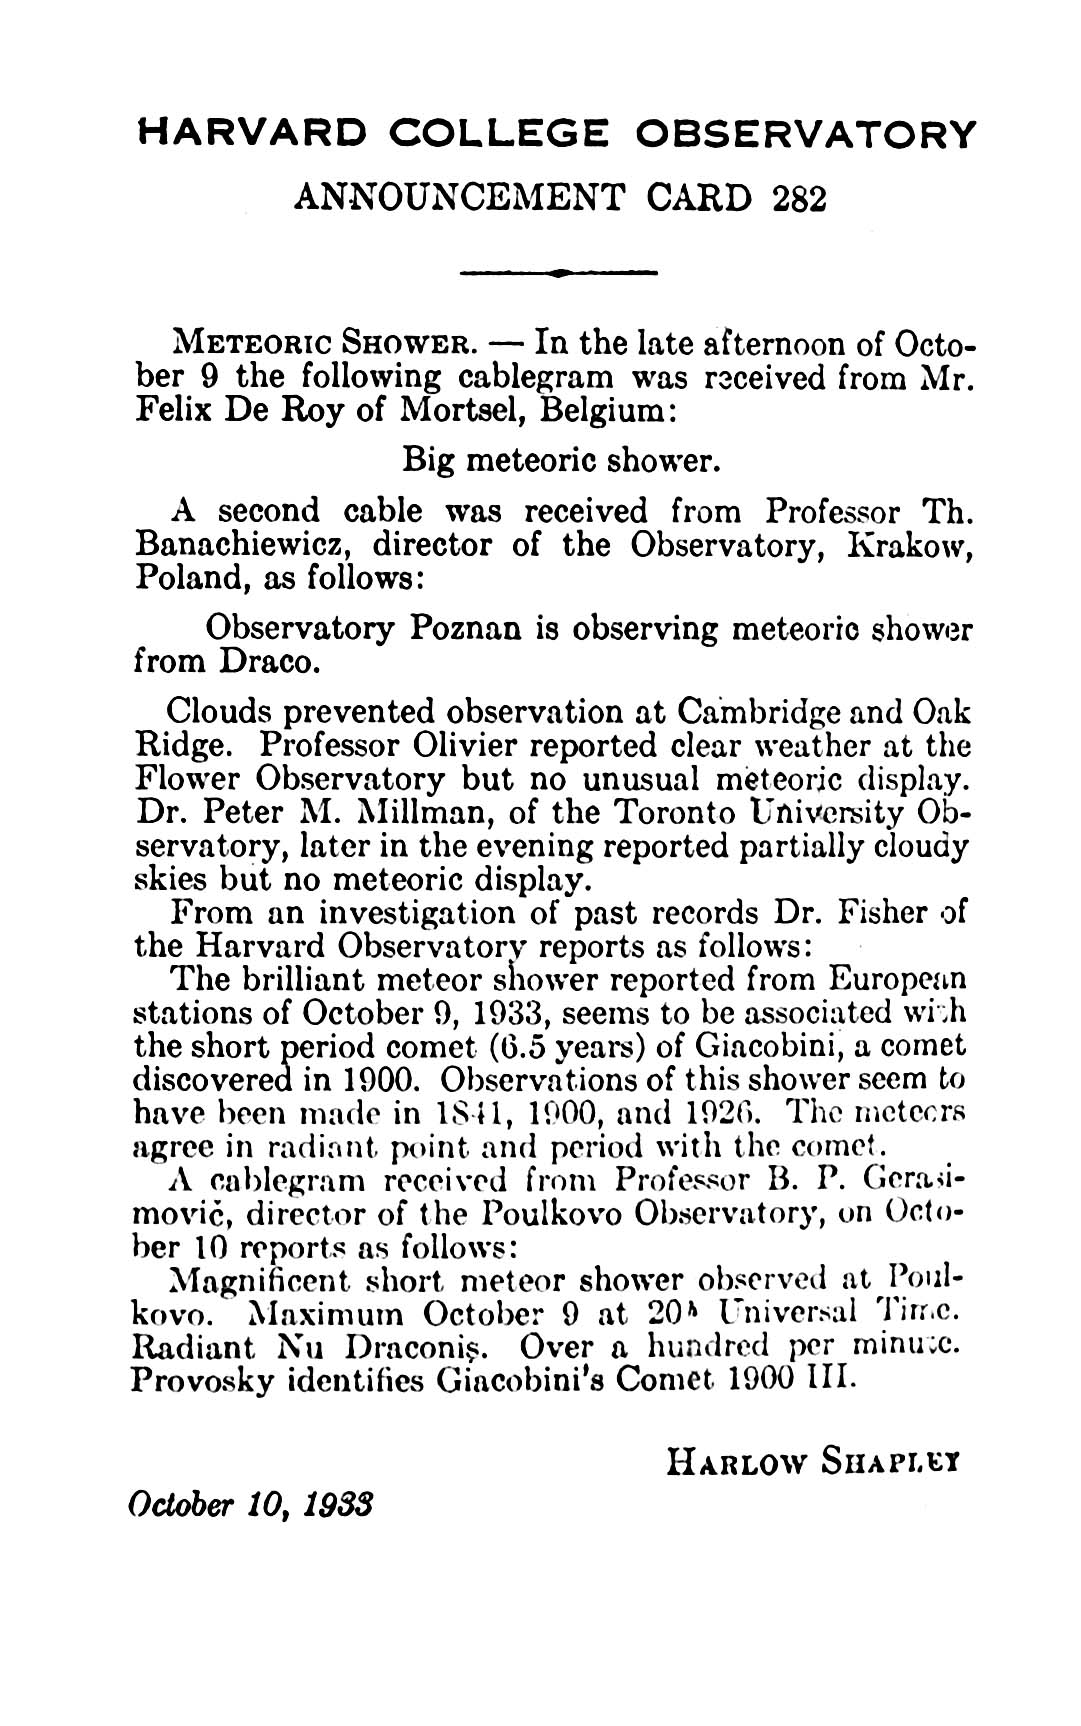 HARVARD COLLEGE OBSERVATORY
ANNOUNCEMENT CARD 282
METEORIC SHOWER. — In the late afternoon of Octo-
ber 9 the following cablegram was received from Mr.
Felix De Roy of Mortsel, Belgium:
Big meteoric shower.
A second cable was received from Professor Th.
Banachiewicz, director of the Observatory, Krakow,
Poland, as follows:
Observatory Poznan is observing meteoric shower
from Draco.
Clouds prevented observation at Cambridge and Oak
Ridge. Professor Olivier reported clear weather at the
Flower Observatory but no unusual meteoric display.
Dr. Peter M. Millman, of the Toronto University Ob-
servatory, later in the evening reported partially cloudy
skies but no meteoric display.
From an investigation of past records Dr. Fisher of
the Harvard Observatory reports as follows:
The brilliant meteor shower reported from European
stations of October 9, 1933, seems to be associated with
the short period comet (6.5 years) of Giacobini, a comet
discovered in 1900. Observations of this shower seem to
have been made in 1841, 1900, and 1926. The meteors
agree in radiant point and period with the comet.
A cablegram received from Professor B. P. Gerasi-
movič, director of the Poulkovo Observatory, on Octo-
ber 10 reports as follows:
Magnificent short meteor shower observed at Poul-
kovo. Maximum October 9 at 20ʰ Universal Time.
Radiant Nu Draconis. Over a hundred per minute.
Provosky identifies Giacobini's Comet 1900 III.
HARLOW SHAPLEY
October 10, 1933